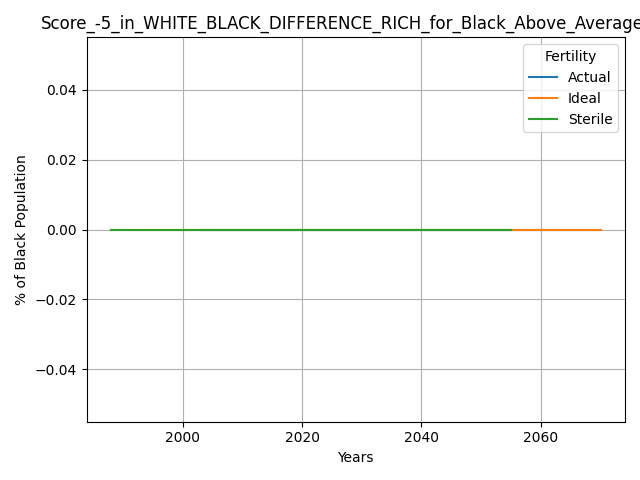 Score_-5_in_WHITE_BLACK_DIFFERENCE_RICH_for_Black_Above_Average
Fertility
Actual
Ideal
Sterile
% of Black Population
0.04
0.02
0.00
−0.02
−0.04
2000 2020 2040 2060
Years